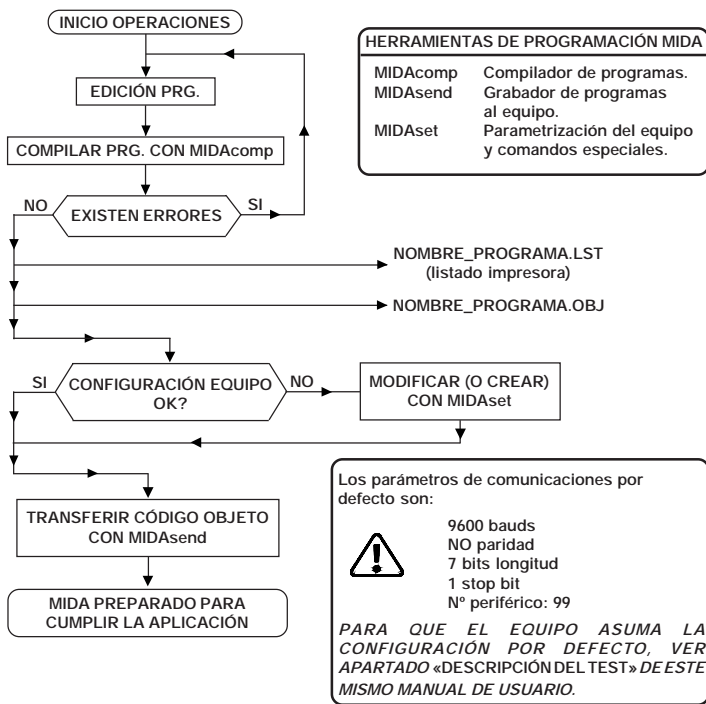 INICIO OPERACIONES
EDICIÓN PRG.
COMPILAR PRG. CON MIDAcomp
NO
EXISTEN ERRORES
SI
HERRAMIENTAS DE PROGRAMACIÓN MIDA
MIDAcomp Compilador de programas.
MIDAsend Grabador de programas
al equipo.
MIDAset Parametrización del equipo
y comandos especiales.
NOMBRE_PROGRAMA.LST
(listado impresora)
NOMBRE_PROGRAMA.OBJ
SI
CONFIGURACIÓN EQUIPO
OK?
NO
MODIFICAR (O CREAR)
CON MIDAset
TRANSFERIR CÓDIGO OBJETO
CON MIDAsend
MIDA PREPARADO PARA
CUMPLIR LA APLICACIÓN
Los parámetros de comunicaciones por
defecto son:
9600 bauds
NO paridad
7 bits longitud
1 stop bit
Nº periférico: 99
PARA QUE EL EQUIPO ASUMA LA
CONFIGURACIÓN POR DEFECTO, VER
APARTADO «DESCRIPCIÓN DEL TEST» DE ESTE
MISMO MANUAL DE USUARIO.